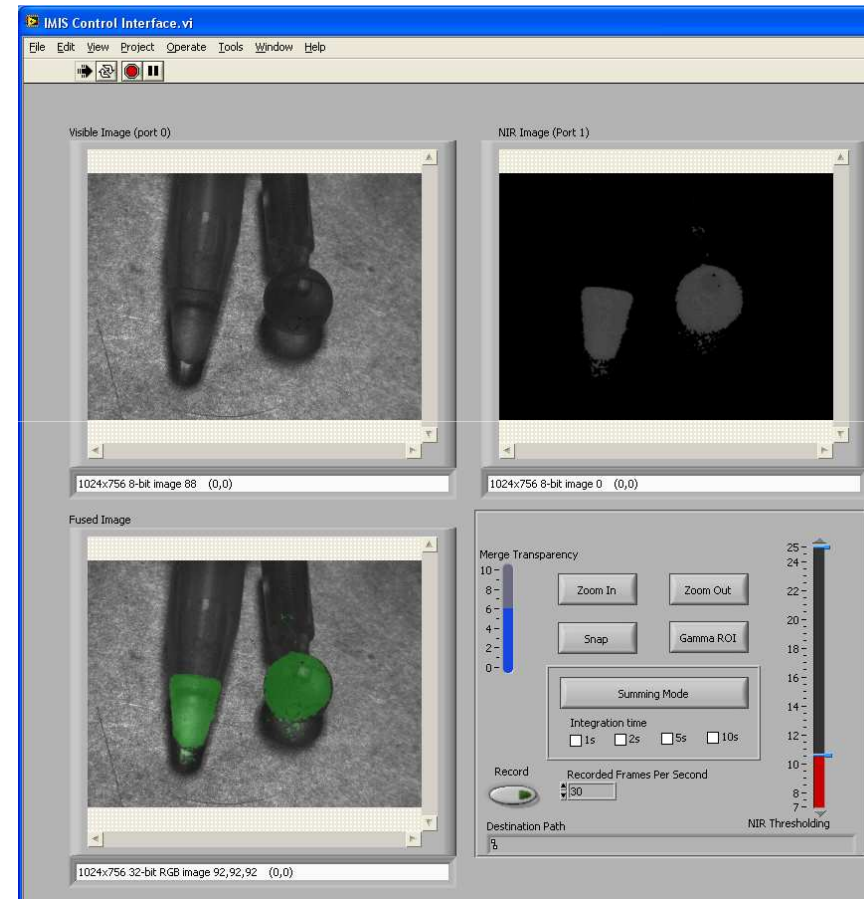 IMIS Control Interface.vi
File Edit View Project Operate Tools Window Help
Visible Image (port 0)
NIR Image (Port 1)
1024x756 8-bit image 88 (0,0)
1024x756 8-bit image 0 (0,0)
Fused Image
Merge Transparency
10
8
6
4
2
0
Zoom In
Zoom Out
Snap
Gamma ROI
Summing Mode
Integration time
1s 2s 5s 10s
Record
Recorded Frames Per Second
30
25
24
22
20
18
16
14
12
10
8
7
NIR Thresholding
Destination Path
1024x756 32-bit RGB image 92,92,92 (0,0)